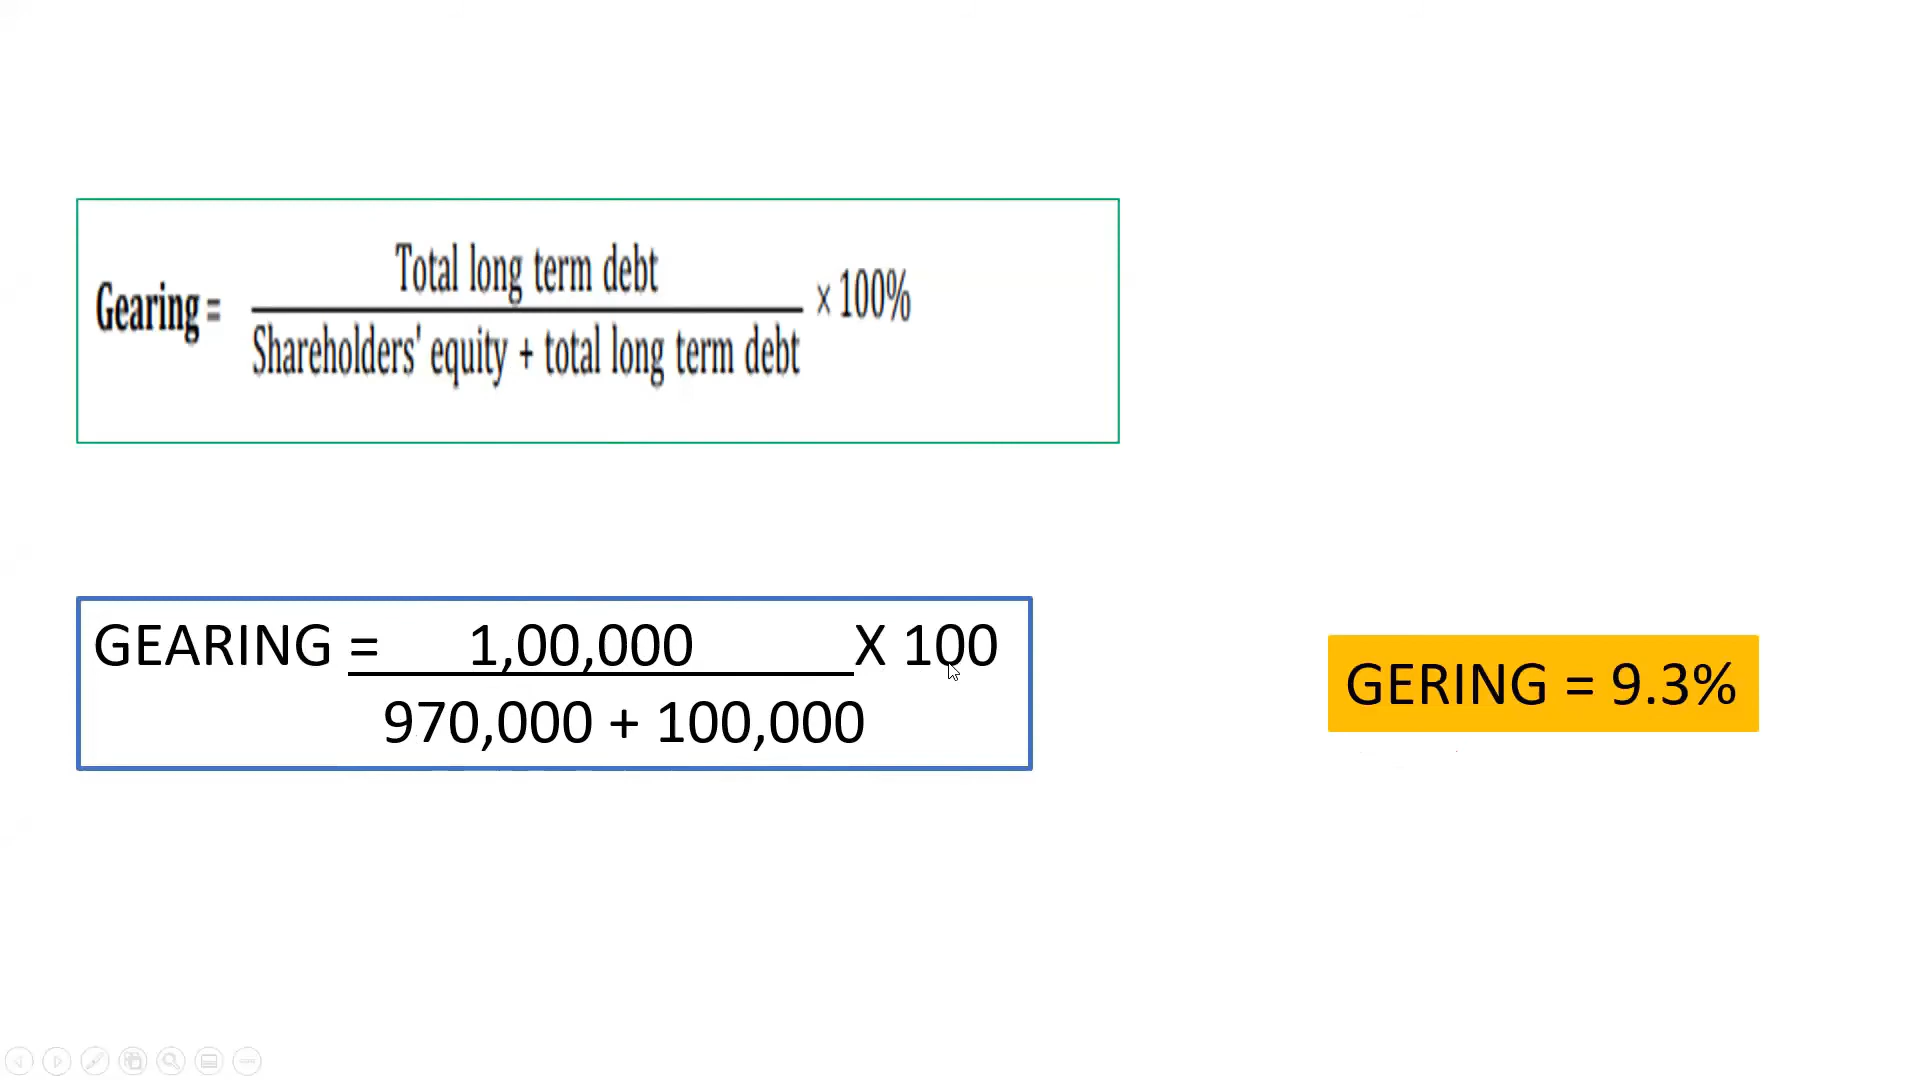 Total long term debt
Gearing = × 100%
Shareholders' equity + total long term debt
GEARING = 1,00,000 X 100
970,000 + 100,000
GERING = 9.3%